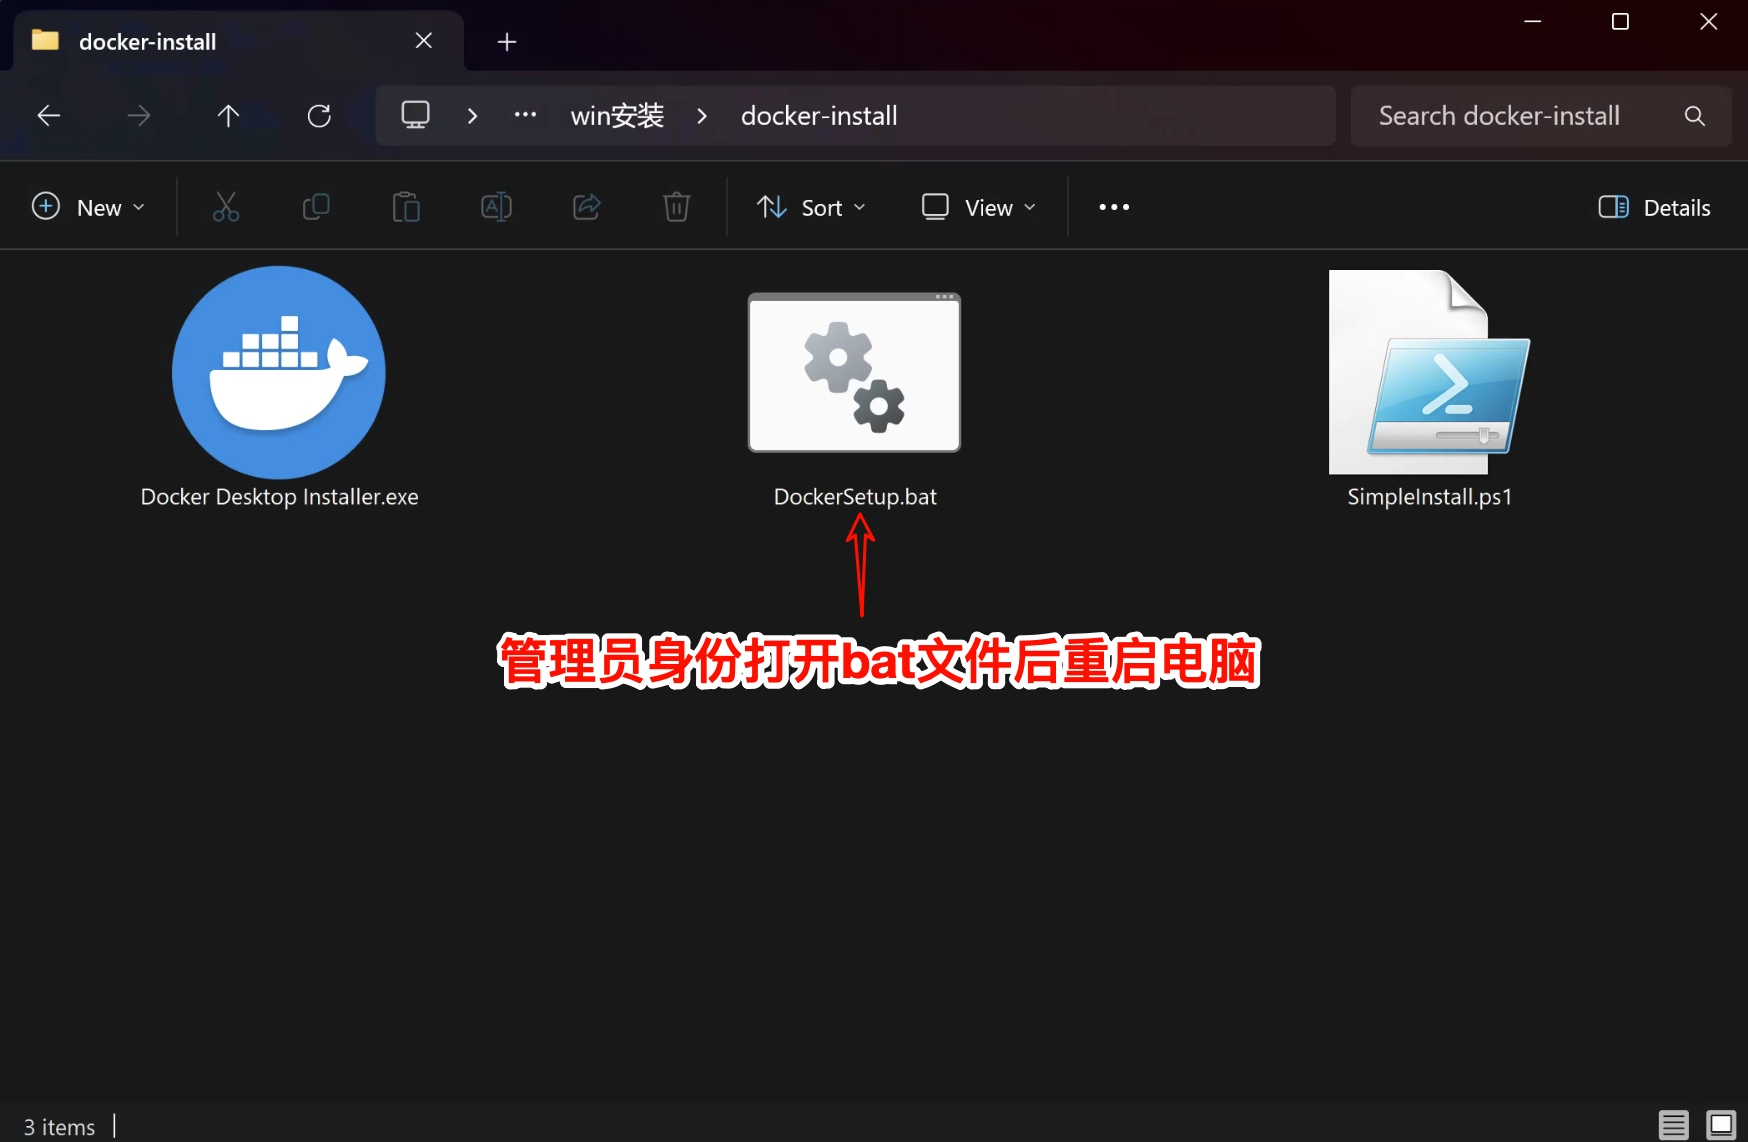 docker-install
win安装
docker-install
Search docker-install
New
Sort
View
Details
Docker Desktop Installer.exe
DockerSetup.bat
SimpleInstall.ps1
管理员身份打开bat文件后重启电脑
3 items